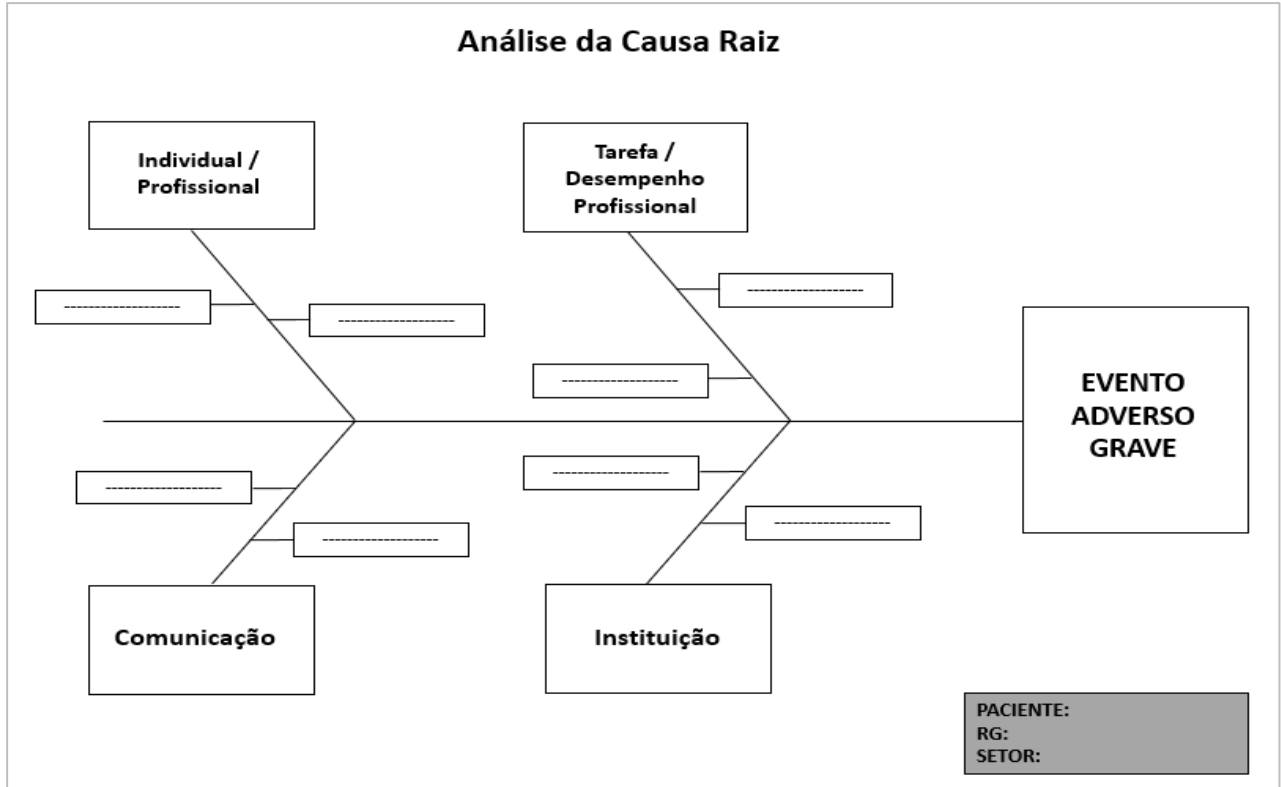 Análise da Causa Raiz
Individual /
Profissional
Tarefa /
Desempenho
Profissional
-------------------
-------------------
-------------------
-------------------
EVENTO
ADVERSO
GRAVE
-------------------
-------------------
-------------------
-------------------
Comunicação
Instituição
PACIENTE:
RG:
SETOR: